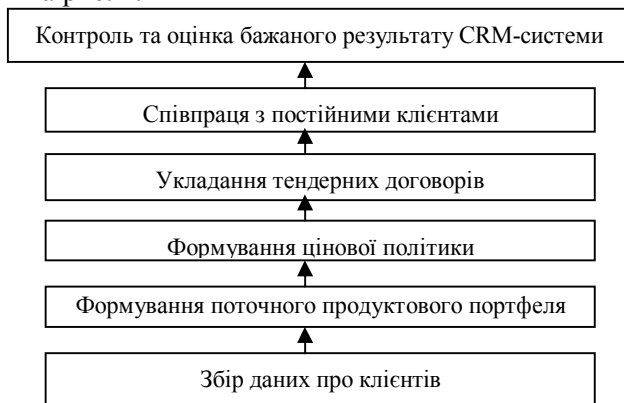 Контроль та оцінка бажаного результату CRM-системи
Співпраця з постійними клієнтами
Укладання тендерних договорів
Формування цінової політики
Формування поточного продуктового портфеля
Збір даних про клієнтів